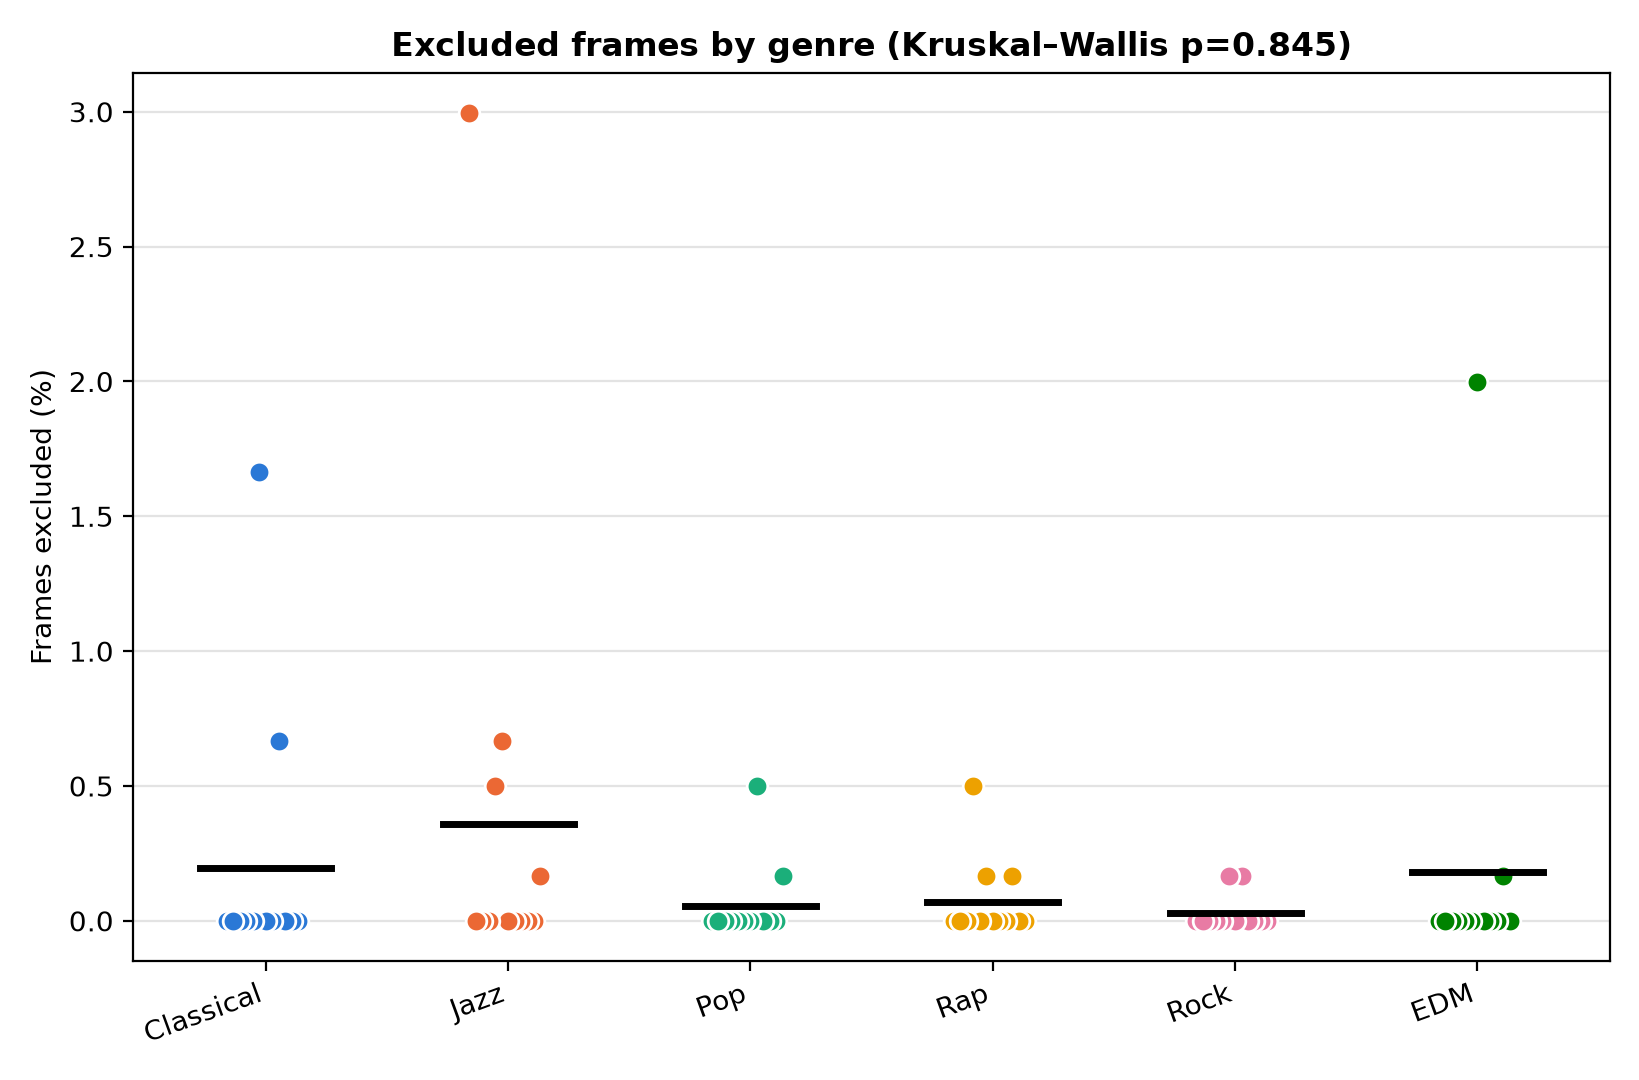 Excluded frames by genre (Kruskal–Wallis p=0.845)
Frames excluded (%)
3.0
2.5
2.0
1.5
1.0
0.5
0.0
Classical
Jazz
Pop
Rap
Rock
EDM